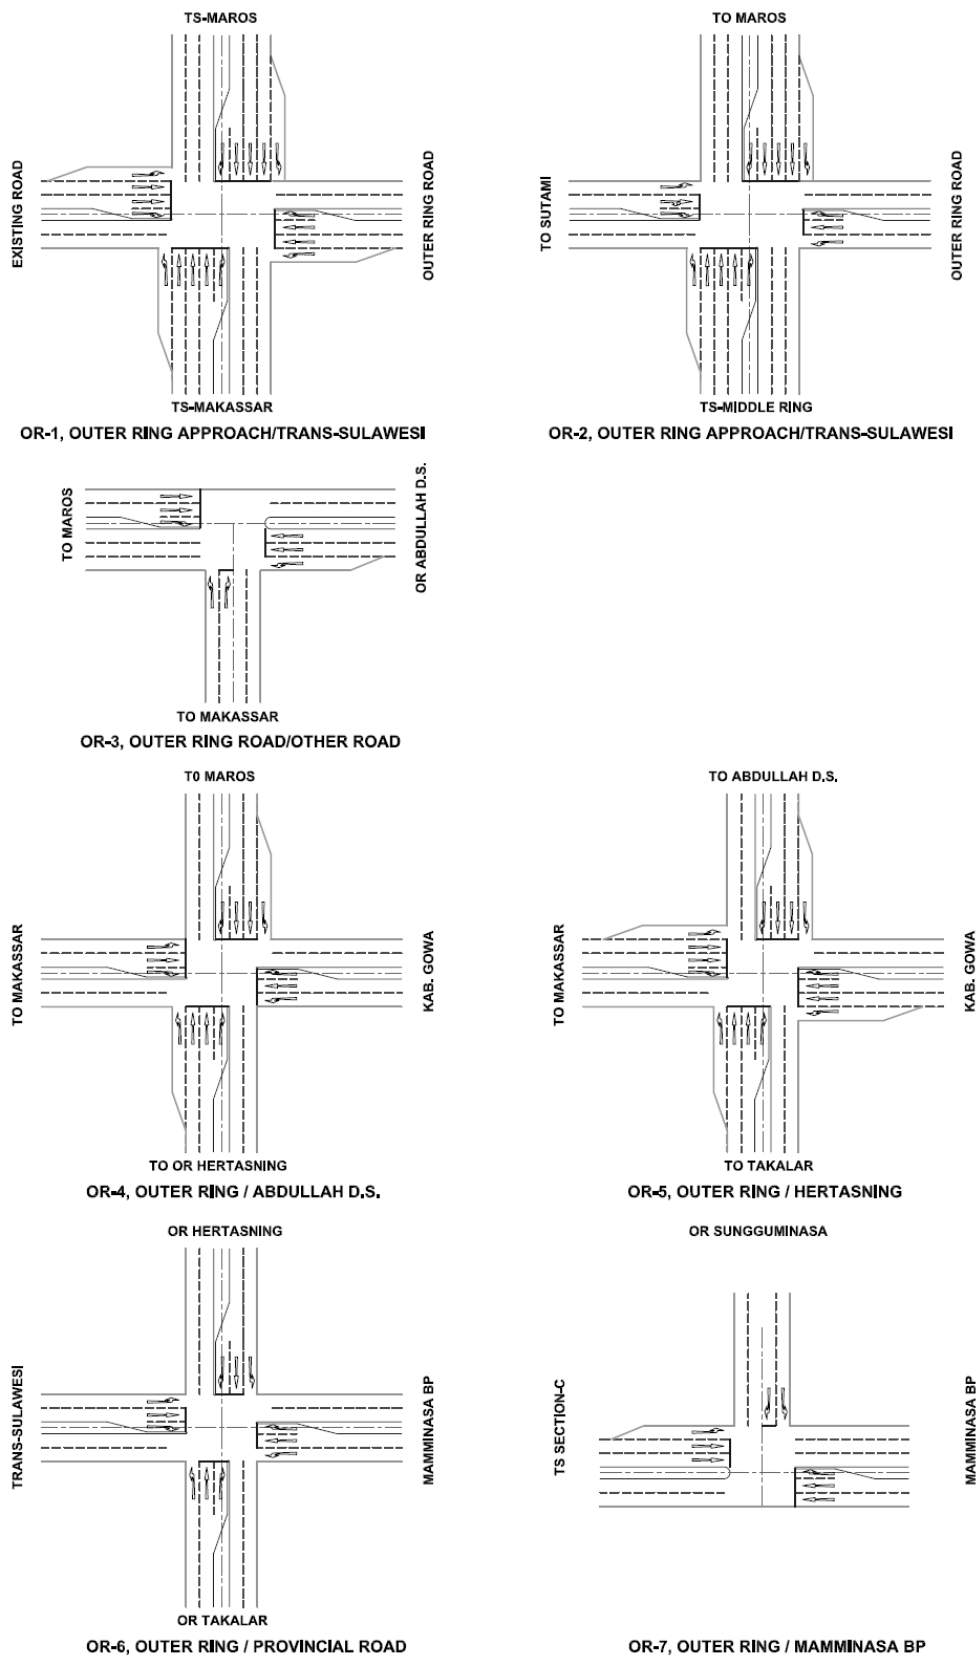 TS-MAROS
EXISTING ROAD
OUTER RING ROAD
TS-MAKASSAR
OR-1, OUTER RING APPROACH/TRANS-SULAWESI
TO MAROS
TO SUTAMI
OUTER RING ROAD
TS-MIDDLE RING
OR-2, OUTER RING APPROACH/TRANS-SULAWESI
TO MAROS
OR ABDULLAH D.S.
TO MAKASSAR
OR-3, OUTER RING ROAD/OTHER ROAD
T0 MAROS
TO MAKASSAR
KAB. GOWA
TO OR HERTASNING
OR-4, OUTER RING / ABDULLAH D.S.
TO ABDULLAH D.S.
TO MAKASSAR
KAB. GOWA
TO TAKALAR
OR-5, OUTER RING / HERTASNING
OR HERTASNING
TRANS-SULAWESI
MAMMINASA BP
OR TAKALAR
OR-6, OUTER RING / PROVINCIAL ROAD
OR SUNGGUMINASA
TS SECTION-C
MAMMINASA BP
OR-7, OUTER RING / MAMMINASA BP